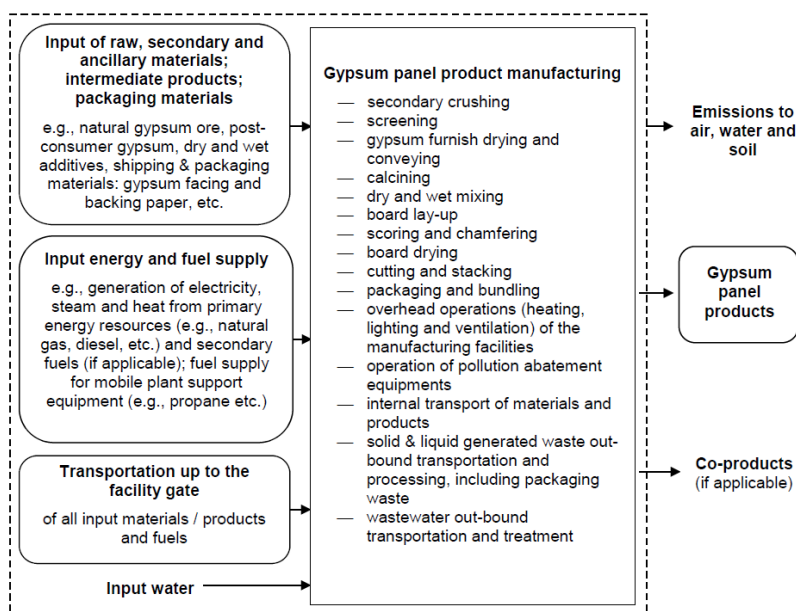 Input of raw, secondary and
ancillary materials;
intermediate products;
packaging materials
e.g., natural gypsum ore, post-
consumer gypsum, dry and wet
additives, shipping & packaging
materials: gypsum facing and
backing paper, etc.
Input energy and fuel supply
e.g., generation of electricity,
steam and heat from primary
energy resources (e.g., natural
gas, diesel, etc.) and secondary
fuels (if applicable); fuel supply
for mobile plant support
equipment (e.g., propane etc.)
Transportation up to the
facility gate
of all input materials / products
and fuels
Input water
Gypsum panel product manufacturing
— secondary crushing
— screening
— gypsum furnish drying and
conveying
— calcining
— dry and wet mixing
— board lay-up
— scoring and chamfering
— board drying
— cutting and stacking
— packaging and bundling
— overhead operations (heating,
lighting and ventilation) of the
manufacturing facilities
— operation of pollution abatement
equipments
— internal transport of materials and
products
— solid & liquid generated waste out-
bound transportation and
processing, including packaging
waste
— wastewater out-bound
transportation and treatment
Emissions to
air, water and
soil
Gypsum
panel
products
Co-products
(if applicable)